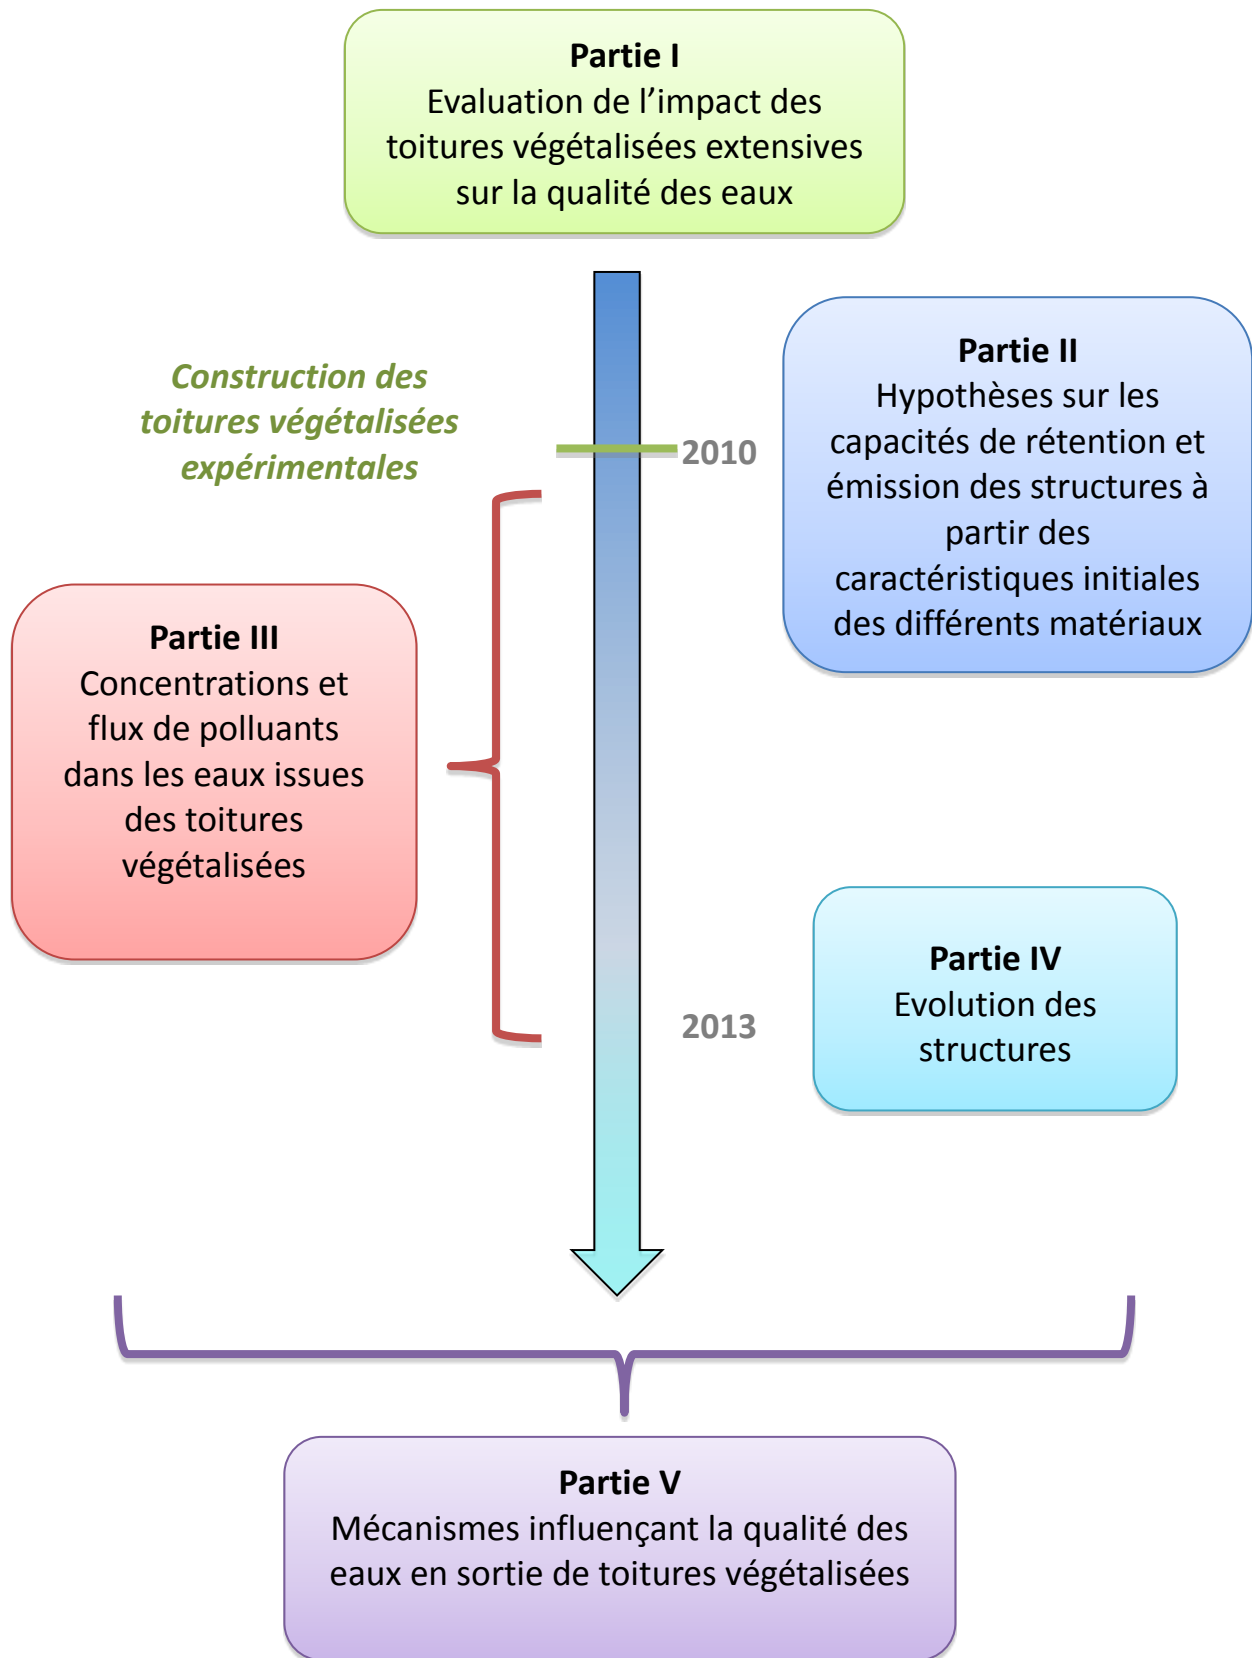 Partie I
Evaluation de l’impact des
toitures végétalisées extensives
sur la qualité des eaux
Construction des
toitures végétalisées
expérimentales
2010
Partie II
Hypothèses sur les
capacités de rétention et
émission des structures à
partir des
caractéristiques initiales
des différents matériaux
Partie III
Concentrations et
flux de polluants
dans les eaux issues
des toitures
végétalisées
2013
Partie IV
Evolution des
structures
Partie V
Mécanismes influençant la qualité des
eaux en sortie de toitures végétalisées